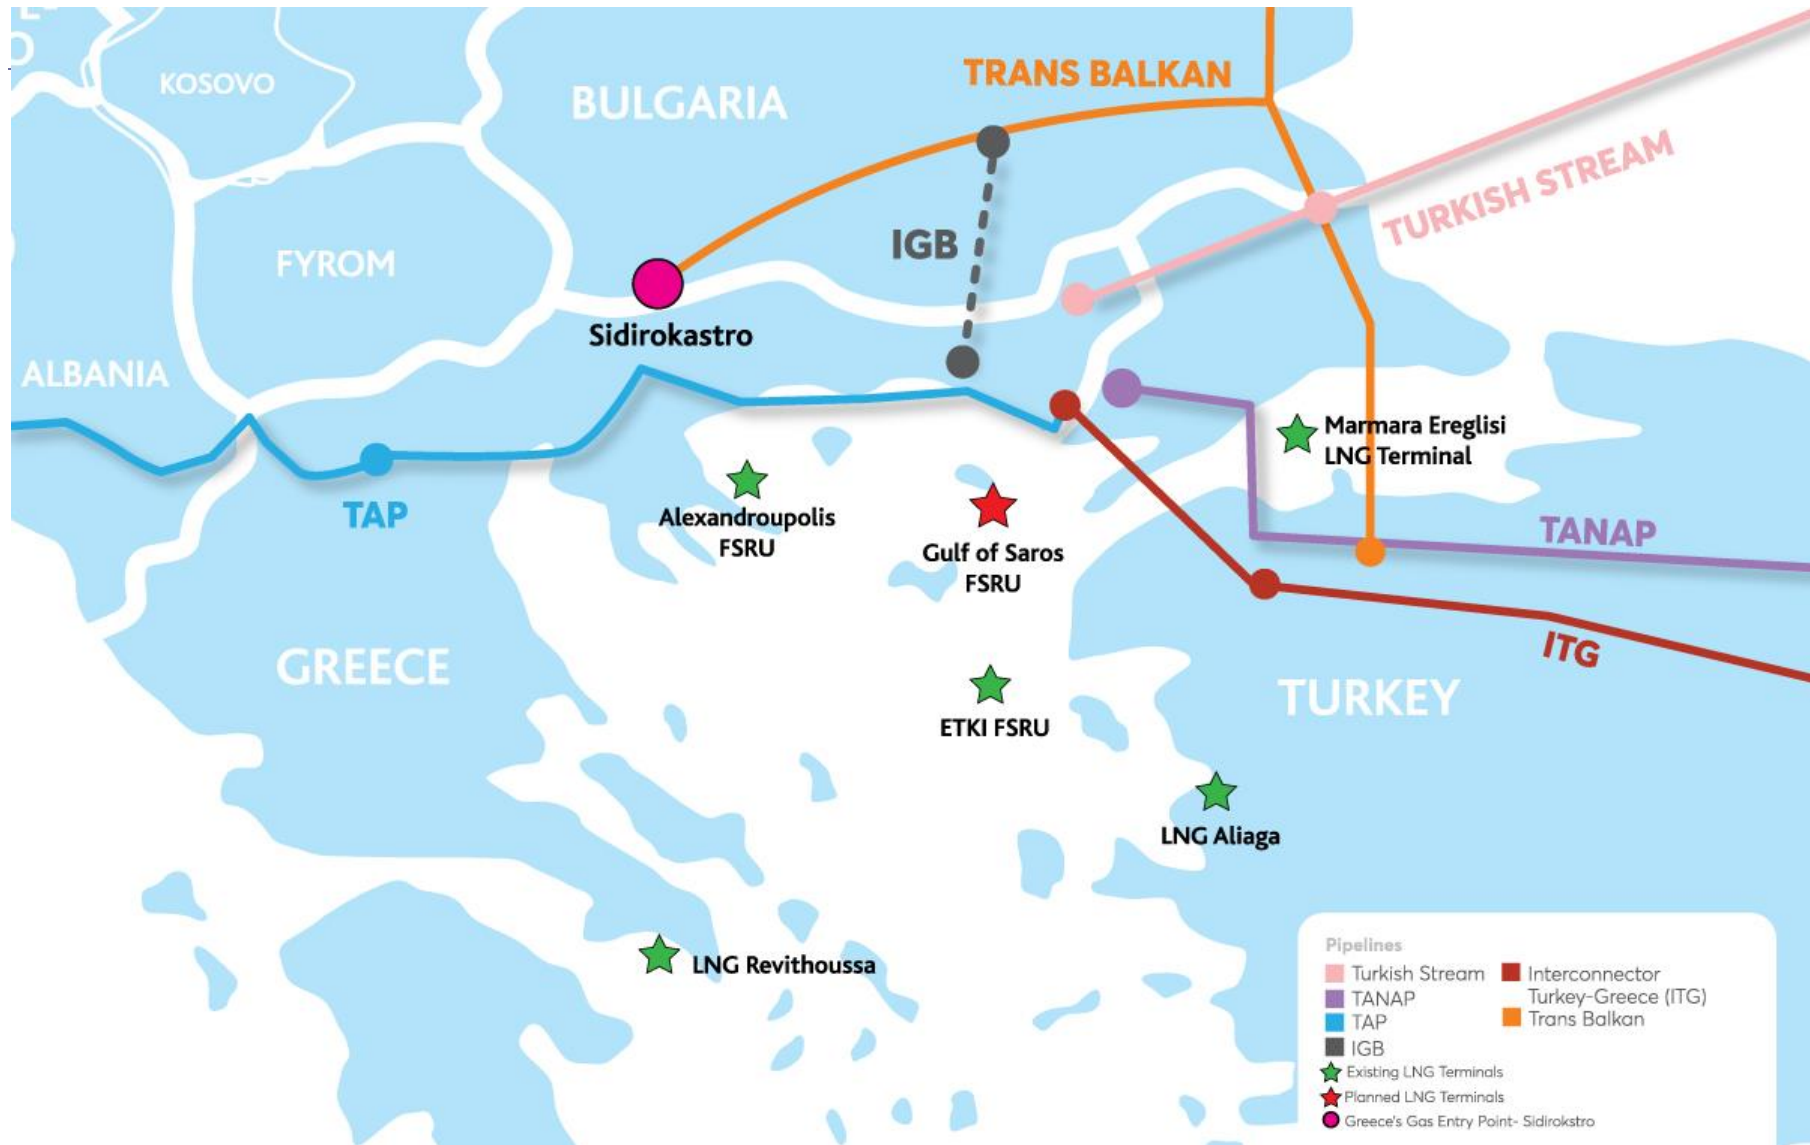 KOSOVO
BULGARIA
TRANS BALKAN
TURKISH STREAM
IGB
FYROM
Sidirokastro
ALBANIA
Marmara Ereglisi
LNG Terminal
TAP
Alexandroupolis
FSRU
Gulf of Saros
FSRU
TANAP
ITG
GREECE
TURKEY
ETKI FSRU
LNG Aliaga
LNG Revithoussa
Pipelines
Turkish Stream
TANAP
TAP
IGB
Interconnector
Turkey-Greece (ITG)
Trans Balkan
Existing LNG Terminals
Planned LNG Terminals
Greece's Gas Entry Point- Sidirokstro